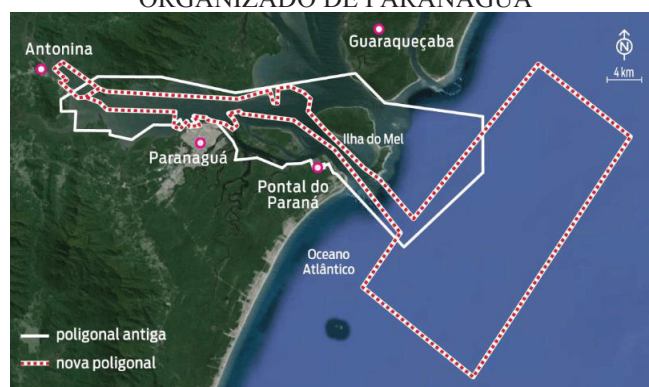 ORGANIZADO DE PARANAGUÁ
Antonina
Guaraqueçaba
N
4 km
Ilha do Mel
Paranaguá
Pontal do
Paraná
Oceano
Atlântico
poligonal antiga
nova poligonal